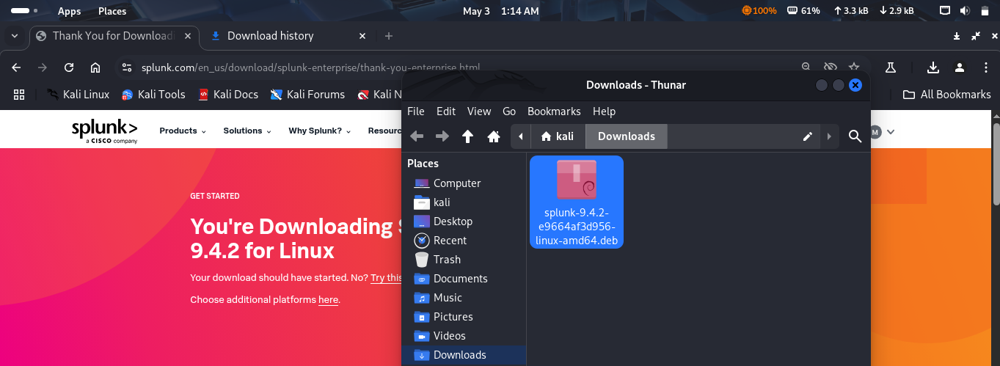 Apps Places May 3 1:14 AM 100% 61% 3.3 kB 2.9 kB
Thank You for Download Download history
splunk.com/en_us/download/splunk-enterprise/thank-you-enterprise.html
Kali Linux Kali Tools Kali Docs Kali Forums Kali N All Bookmarks
splunk>
a CISCO company
Products Solutions Why Splunk? Resourc M
GET STARTED
You're Downloading S
9.4.2 for Linux
Your download should have started. No? Try this
Choose additional platforms here.
Downloads - Thunar
File Edit View Go Bookmarks Help
kali Downloads
Places
Computer
kali
Desktop
Recent
Trash
Documents
Music
Pictures
Videos
Downloads
splunk-9.4.2-
e9664af3d956-
linux-amd64.deb